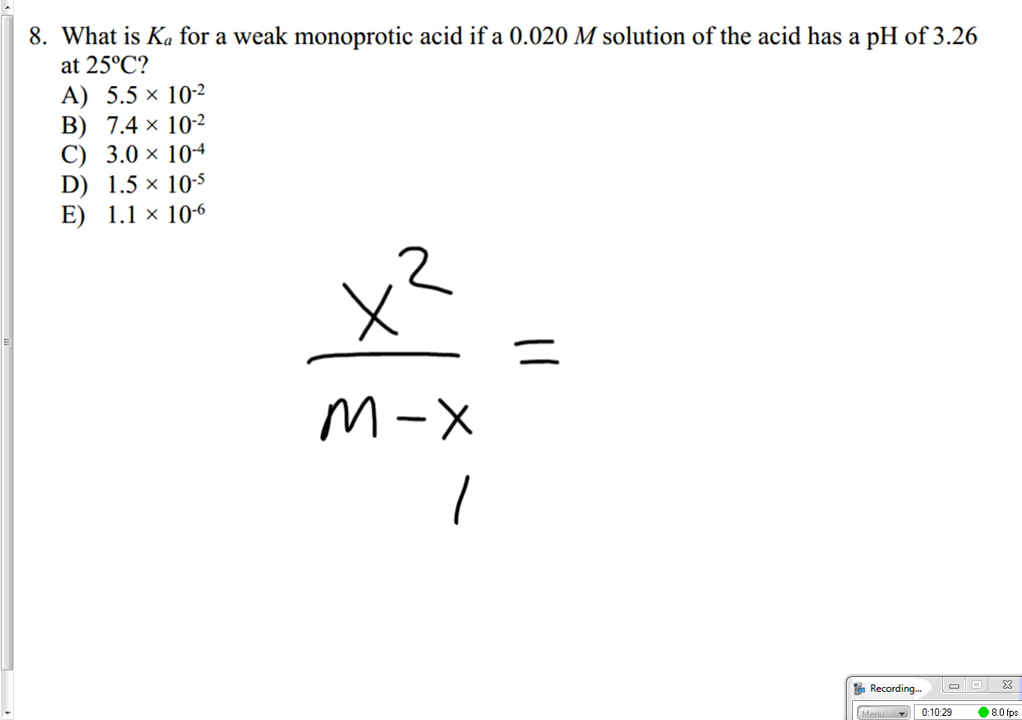 8. What is Ka for a weak monoprotic acid if a 0.020 M solution of the acid has a pH of 3.26
at 25ºC?
A) 5.5 × 10-2
B) 7.4 × 10-2
C) 3.0 × 10-4
D) 1.5 × 10-5
E) 1.1 × 10-6
x2
=
M-x
Recording...
Menu 0:10:29 8.0 fps